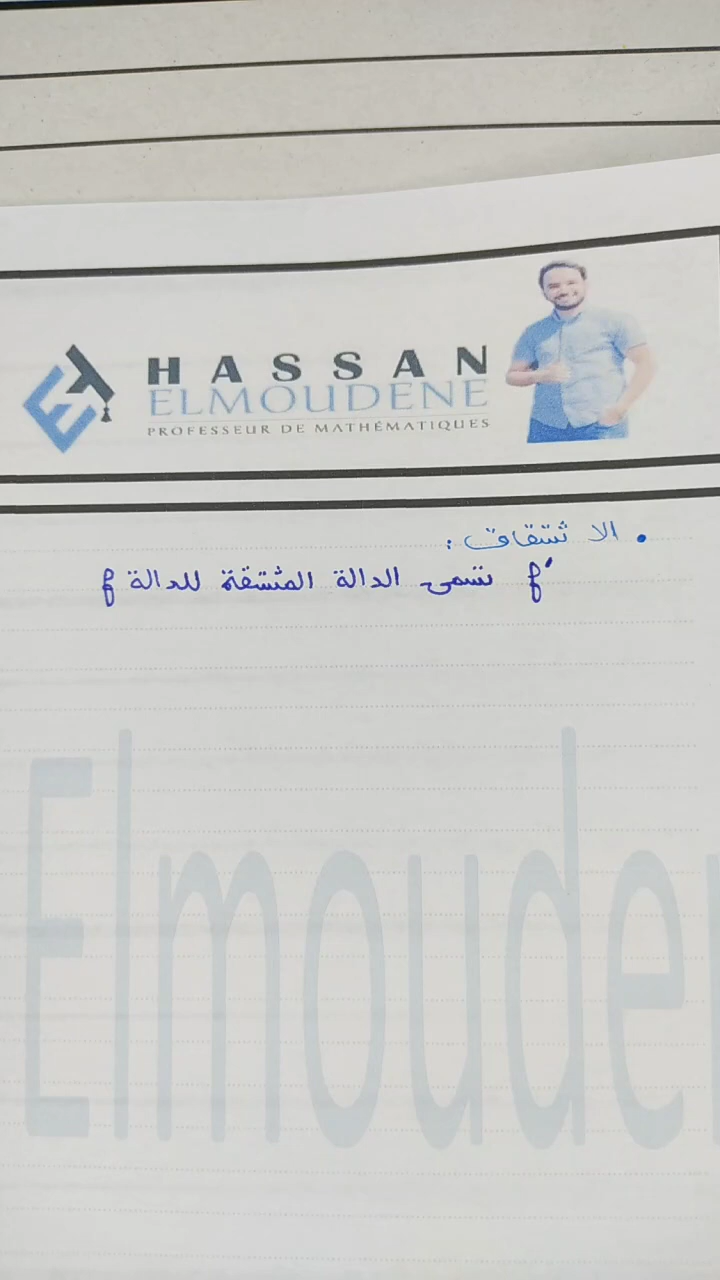 HASSAN
ELMOUDENE
PROFESSEUR DE MATHÉMATIQUES
• الاشتقاق :
f' تسمى الدالة المشتقة للدالة f
Elmouden